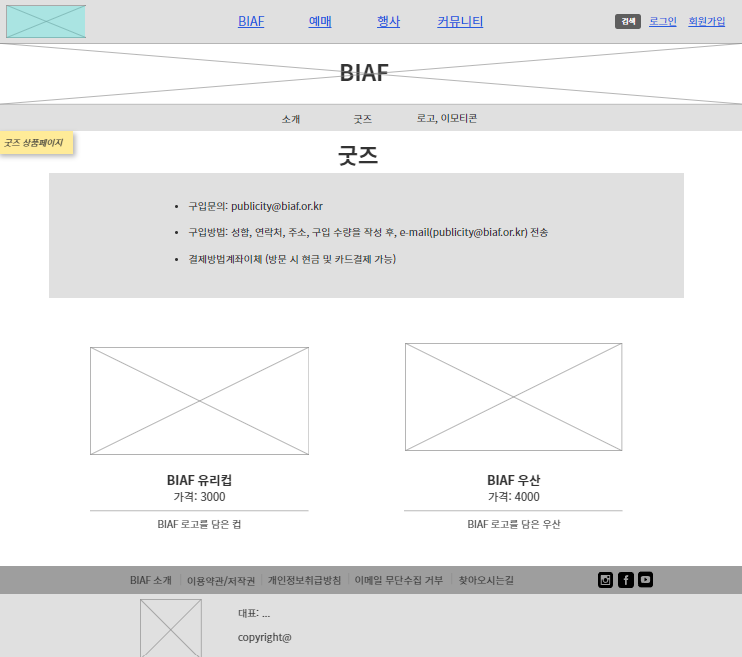 BIAF 예매 행사 커뮤니티 검색 로그인 회원가입
BIAF
소개 굿즈 로고, 이모티콘
굿즈 상품페이지
굿즈
• 구입문의: publicity@biaf.or.kr
• 구입방법: 성함, 연락처, 주소, 구입 수량을 작성 후, e-mail(publicity@biaf.or.kr) 전송
• 결제방법계좌이체 (방문 시 현금 및 카드결제 가능)
BIAF 유리컵
가격: 3000
BIAF 로고를 담은 컵
BIAF 우산
가격: 4000
BIAF 로고를 담은 우산
BIAF 소개 이용약관/저작권 개인정보취급방침 이메일 무단수집 거부 찾아오시는길
대표: ...
copyright@